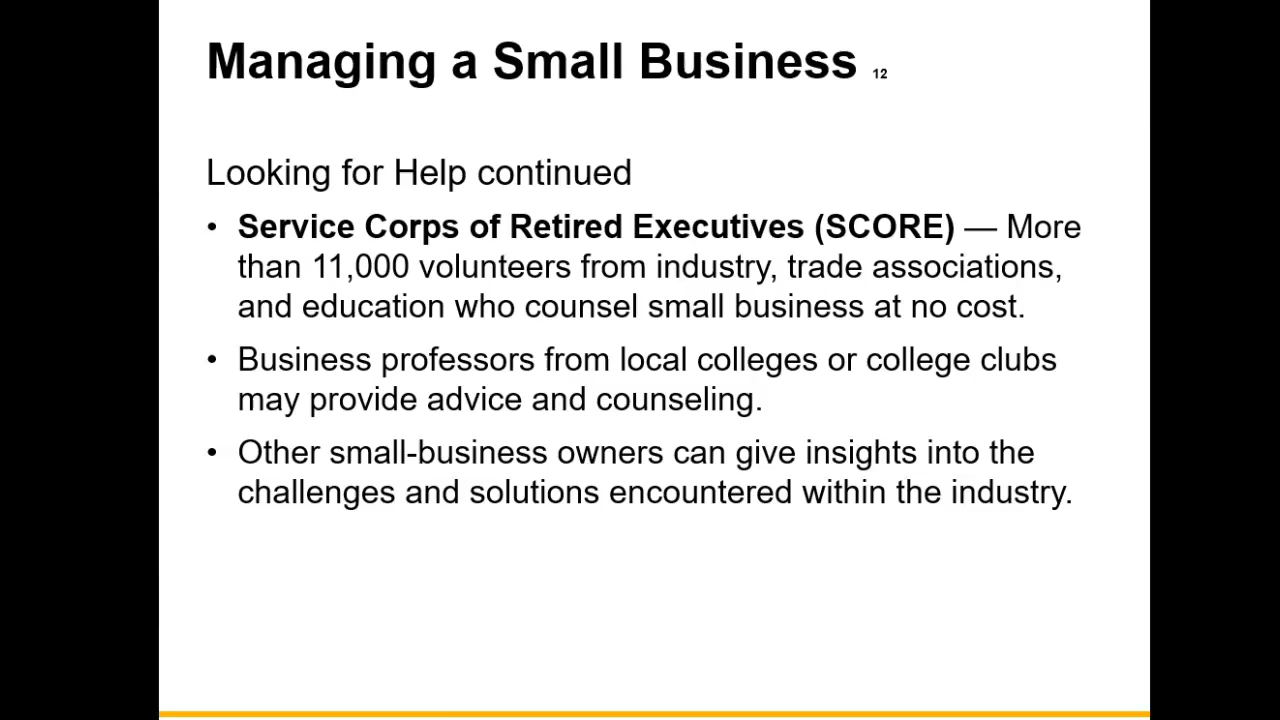 Managing a Small Business 12
Looking for Help continued
• Service Corps of Retired Executives (SCORE) — More
than 11,000 volunteers from industry, trade associations,
and education who counsel small business at no cost.
• Business professors from local colleges or college clubs
may provide advice and counseling.
• Other small-business owners can give insights into the
challenges and solutions encountered within the industry.